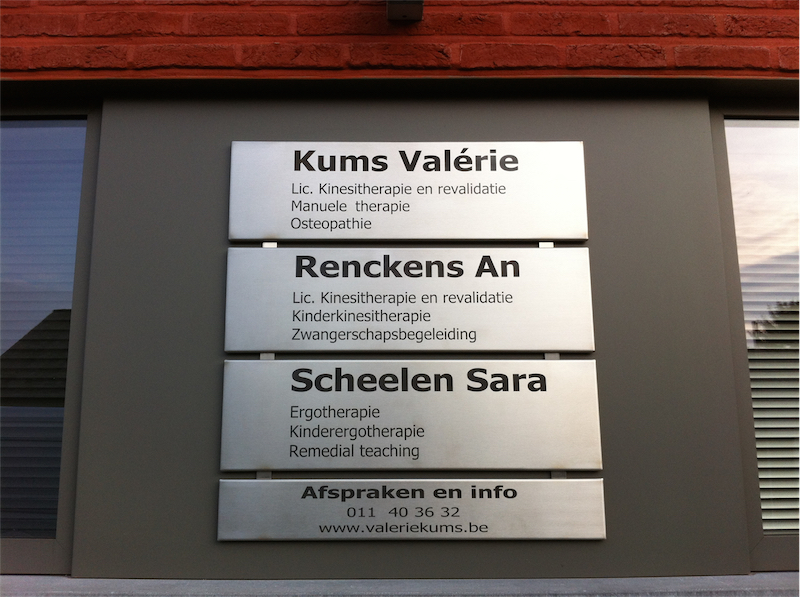 Kums Valérie
Lic. Kinesitherapie en revalidatie
Manuele therapie
Osteopathie
Renckens An
Lic. Kinesitherapie en revalidatie
Kinderkinesitherapie
Zwangerschapsbegeleiding
Scheelen Sara
Ergotherapie
Kinderergotherapie
Remedial teaching
Afspraken en info
011 40 36 32
www.valeriekums.be